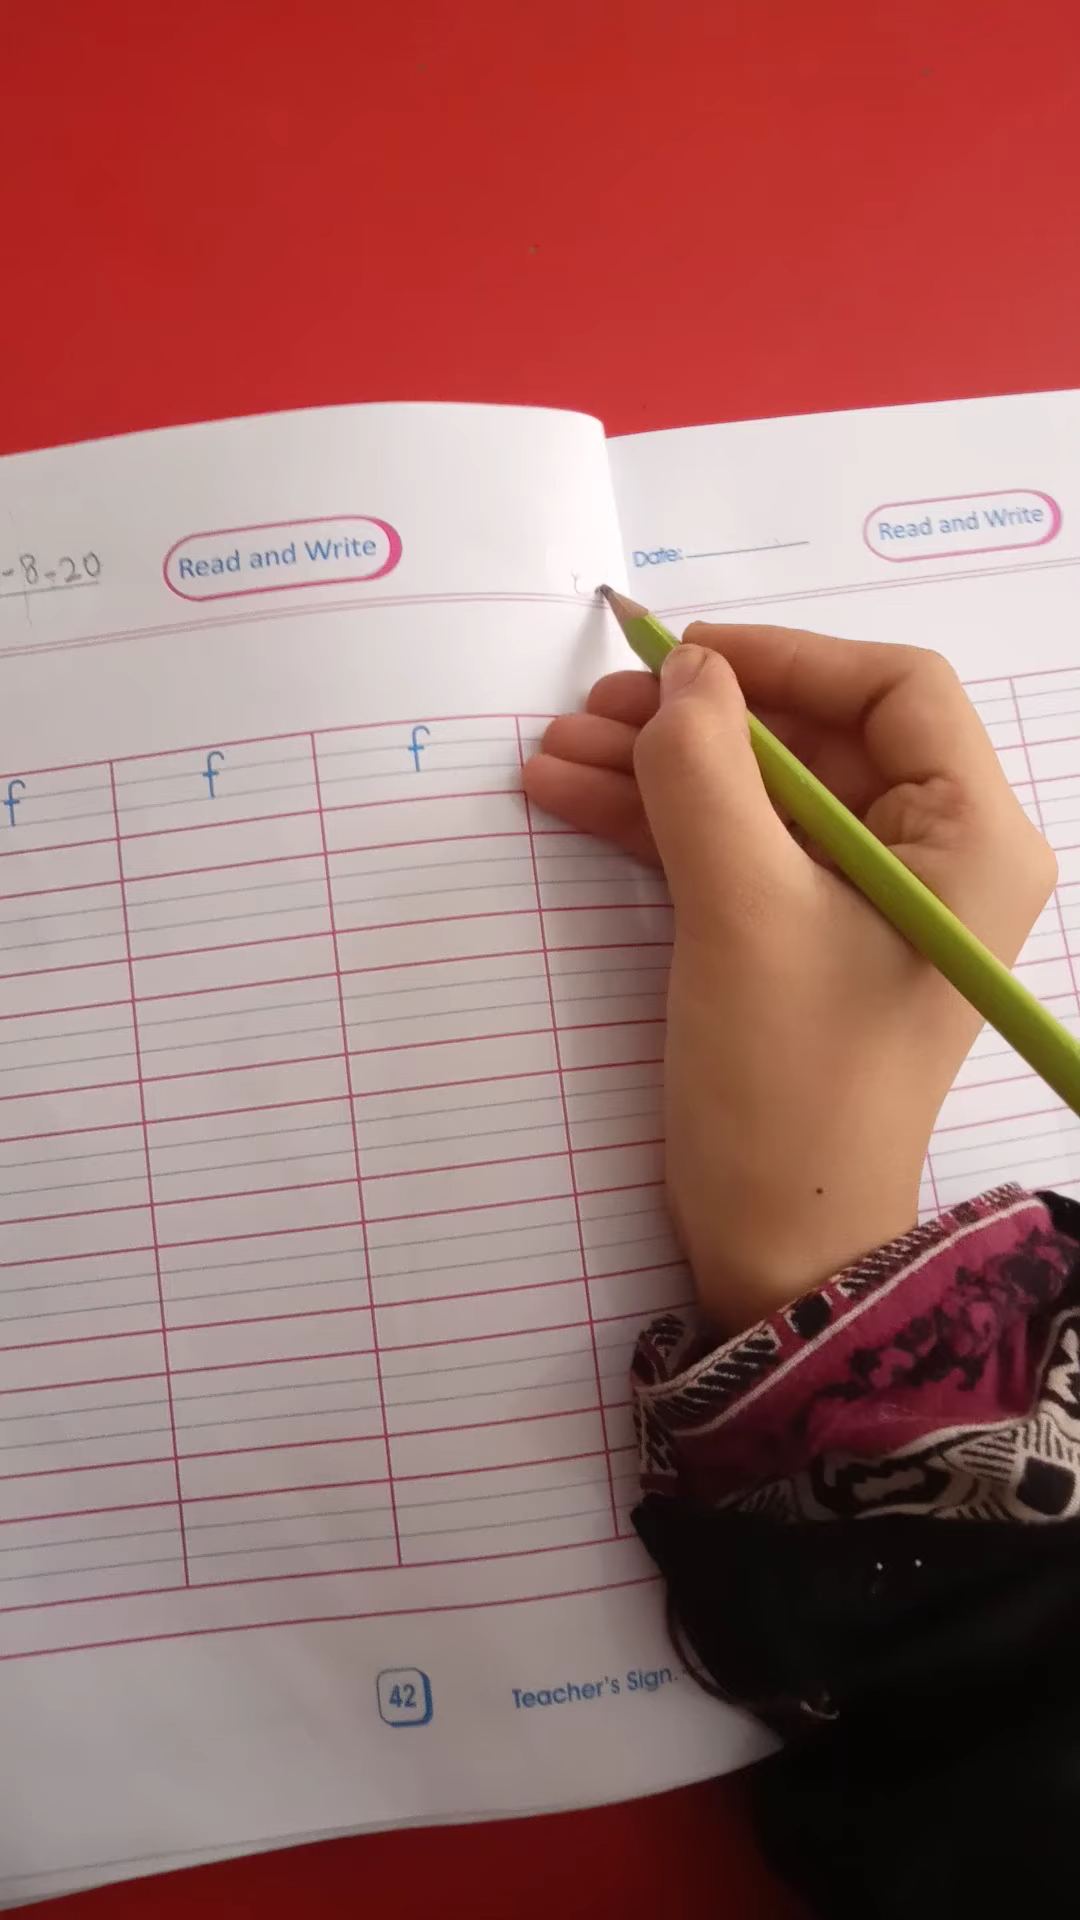 -8-20
Read and Write
Date:
Read and Write
f f f
42
Teacher's Sign.